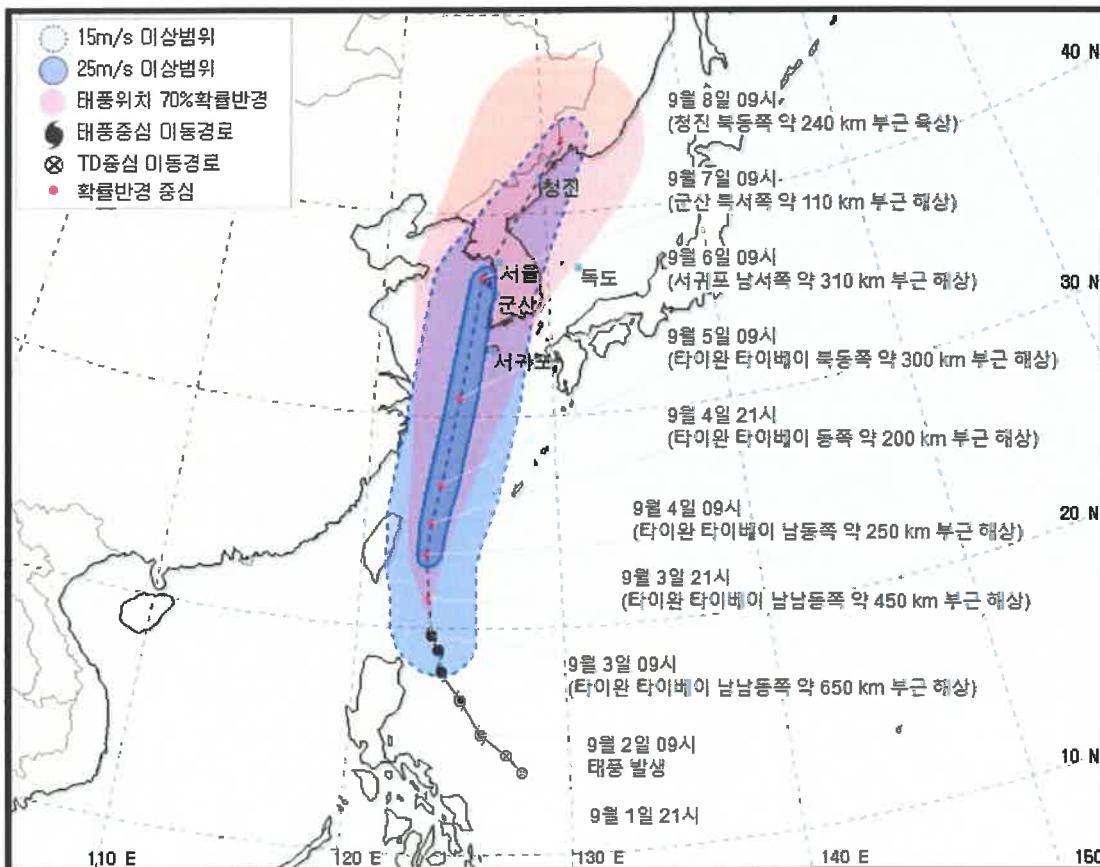 15m/s 이상범위
25m/s 이상범위
태풍위치 70%확률반경
태풍중심 이동경로
TD중심 이동경로
확률반경 중심
40 N
9월 8일 09시
(청진 북동쪽 약 240 km 부근 육상)
9월 7일 09시
(군산 북서쪽 약 110 km 부근 해상)
청진
9월 6일 09시
(서귀포 남서쪽 약 310 km 부근 해상)
서울
독도
30 N
군산
9월 5일 09시
(타이완 타이베이 북동쪽 약 300 km 부근 해상)
서귀포
9월 4일 21시
(타이완 타이베이 동쪽 약 200 km 부근 해상)
9월 4일 09시
(타이완 타이베이 남동쪽 약 250 km 부근 해상)
20 N
9월 3일 21시
(타이완 타이베이 남남동쪽 약 450 km 부근 해상)
9월 3일 09시
(타이완 타이베이 남남동쪽 약 650 km 부근 해상)
9월 2일 09시
태풍 발생
10 N
9월 1일 21시
110 E
120 E
130 E
140 E
150